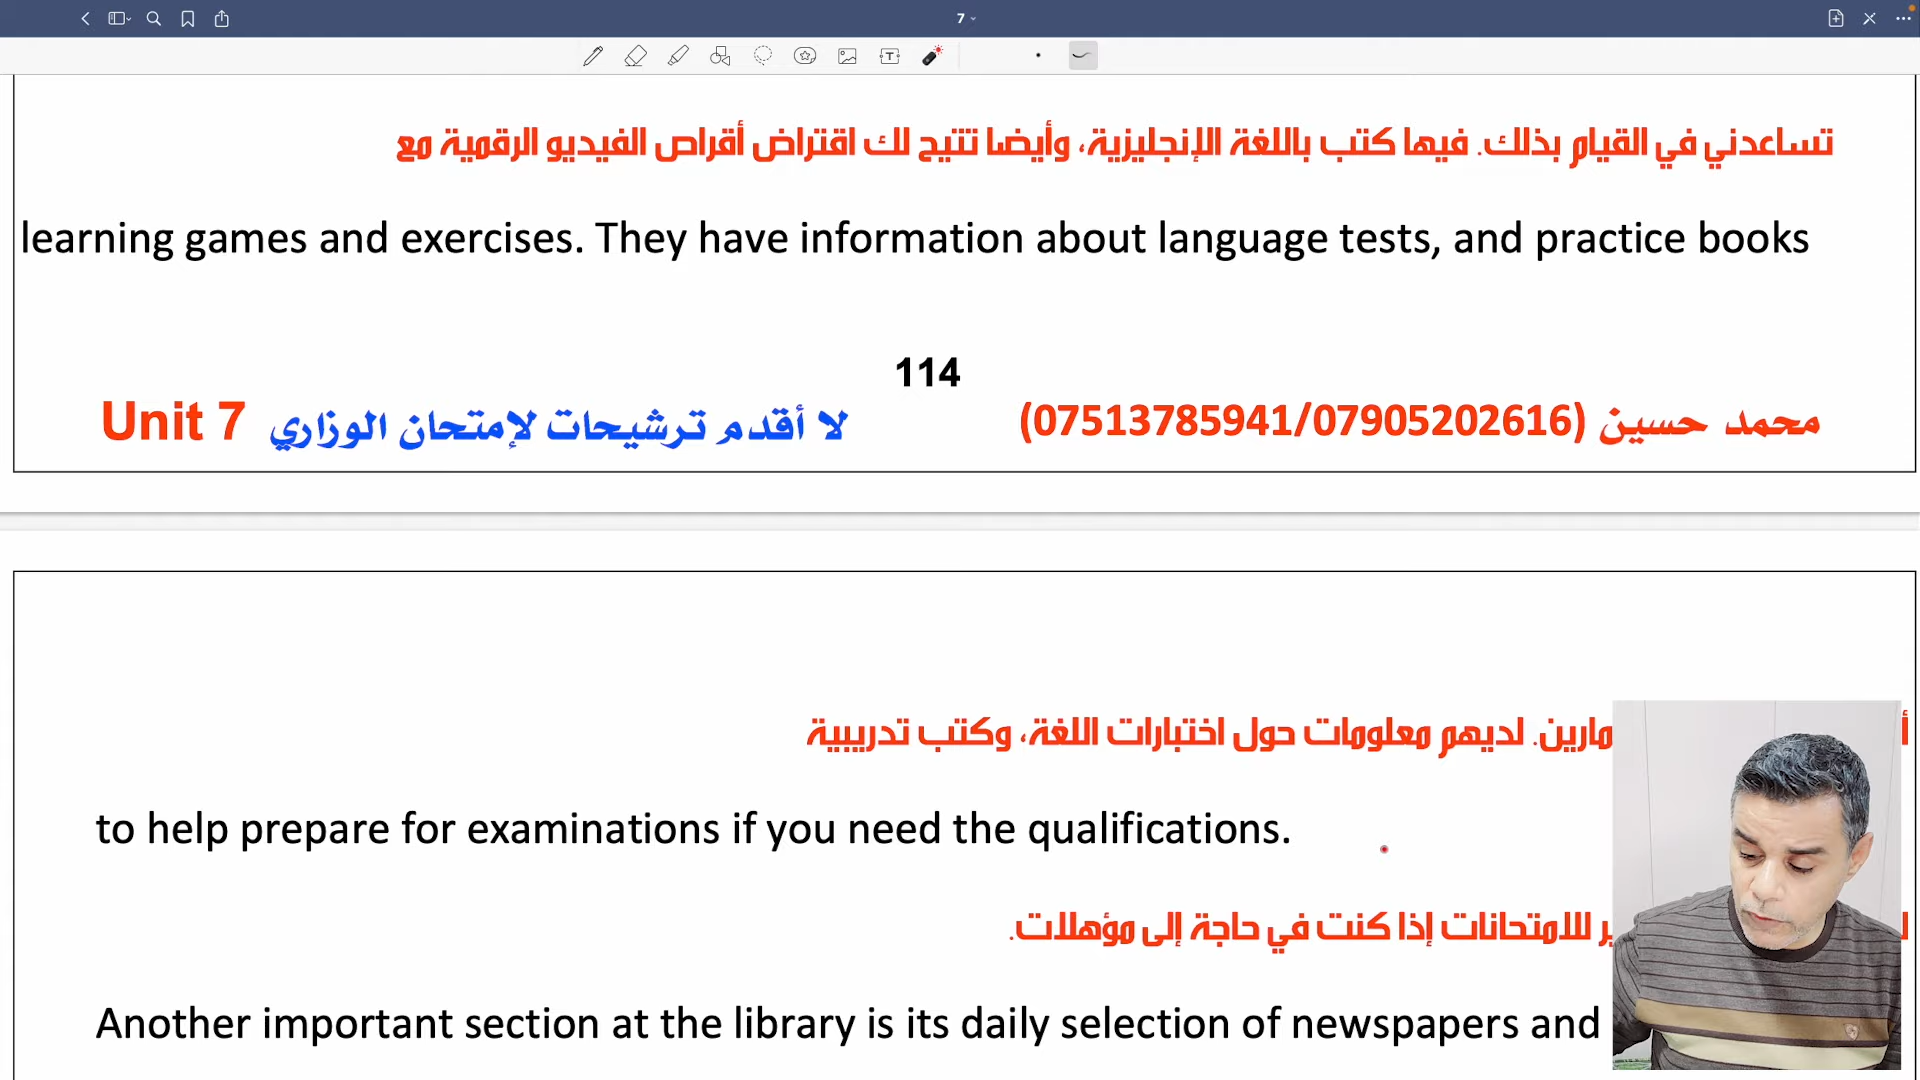 7
تساعدني في القيام بذلك. فيها كتب باللغة الإنجليزية، وأيضا تتيح لك اقتراض أقراص الفيديو الرقمية مع
learning games and exercises. They have information about language tests, and practice books
114
Unit 7 لا أقدم ترشيحات لإمتحان الوزاري محمد حسين (07513785941/07905202616)
لديهم معلومات حول اختبارات اللغة، وكتب تدريبية
to help prepare for examinations if you need the qualifications.
للامتحانات إذا كنت في حاجة إلى مؤهلات.
Another important section at the library is its daily selection of newspapers and